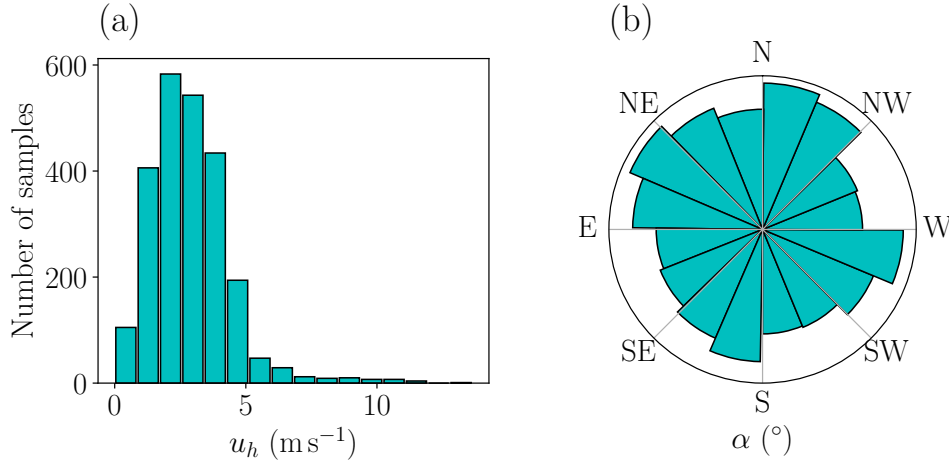 (a)
Number of samples
600
400
200
0
0 5 10
u_h (m s⁻¹)
(b)
N
NE NW
E W
SE SW
S
α (°)